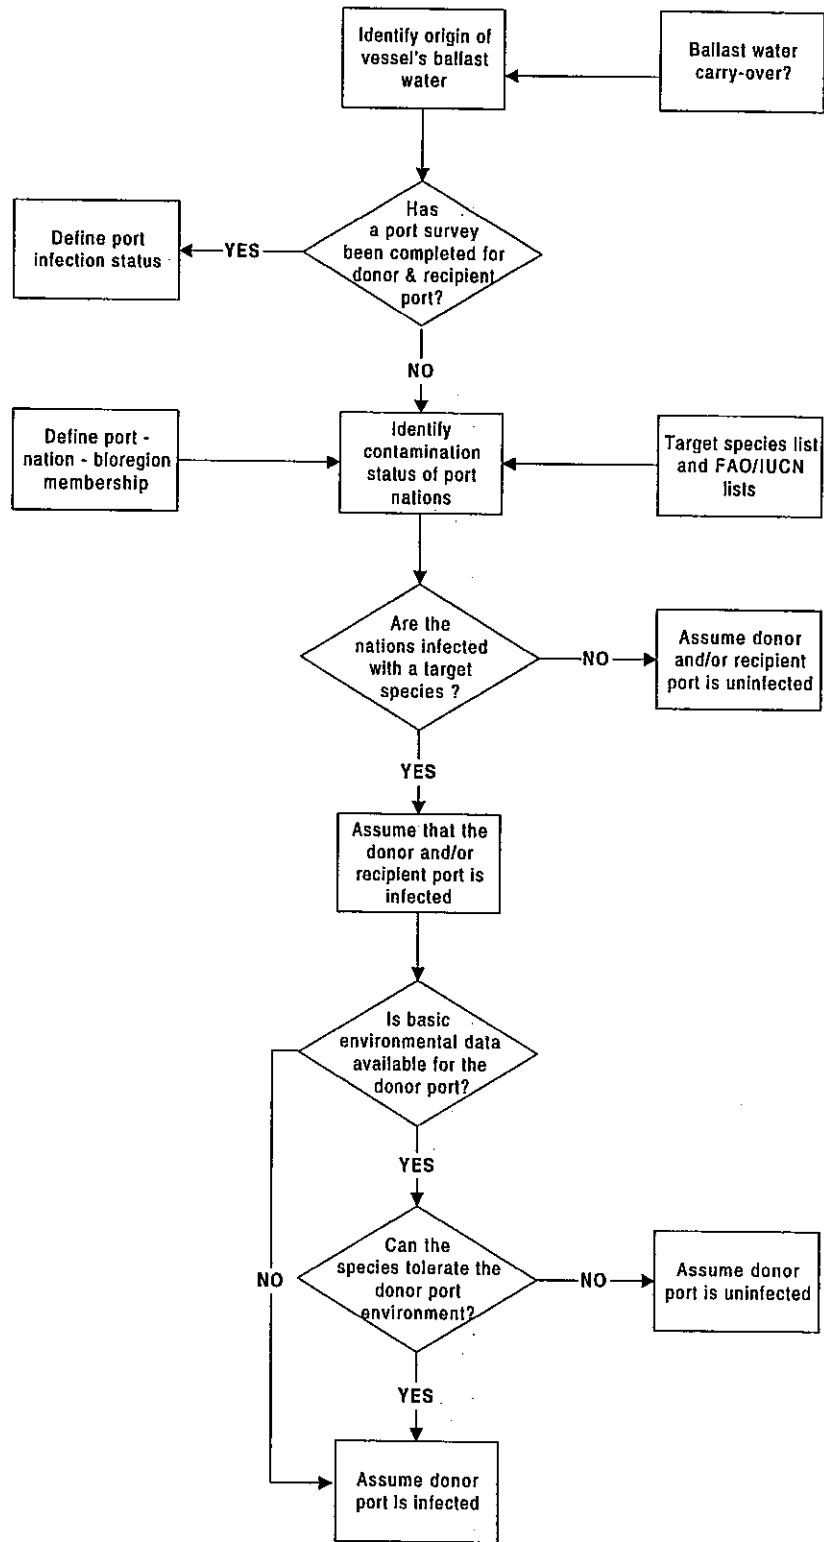 Identify origin of
vessel's ballast
water
Ballast water
carry-over?
Has
a port survey
been completed for
donor & recipient
port?
YES
Define port
infection status
NO
Define port -
nation - bioregion
membership
Identify
contamination
status of port
nations
Target species list
and FAO/IUCN
lists
Are the
nations infected
with a target
species ?
NO
Assume donor
and/or recipient
port is uninfected
YES
Assume that the
donor and/or
recipient port is
infected
Is basic
environmental data
available for the
donor port?
YES
NO
Can the
species tolerate the
donor port
environment?
NO
Assume donor
port is uninfected
YES
Assume donor
port is infected